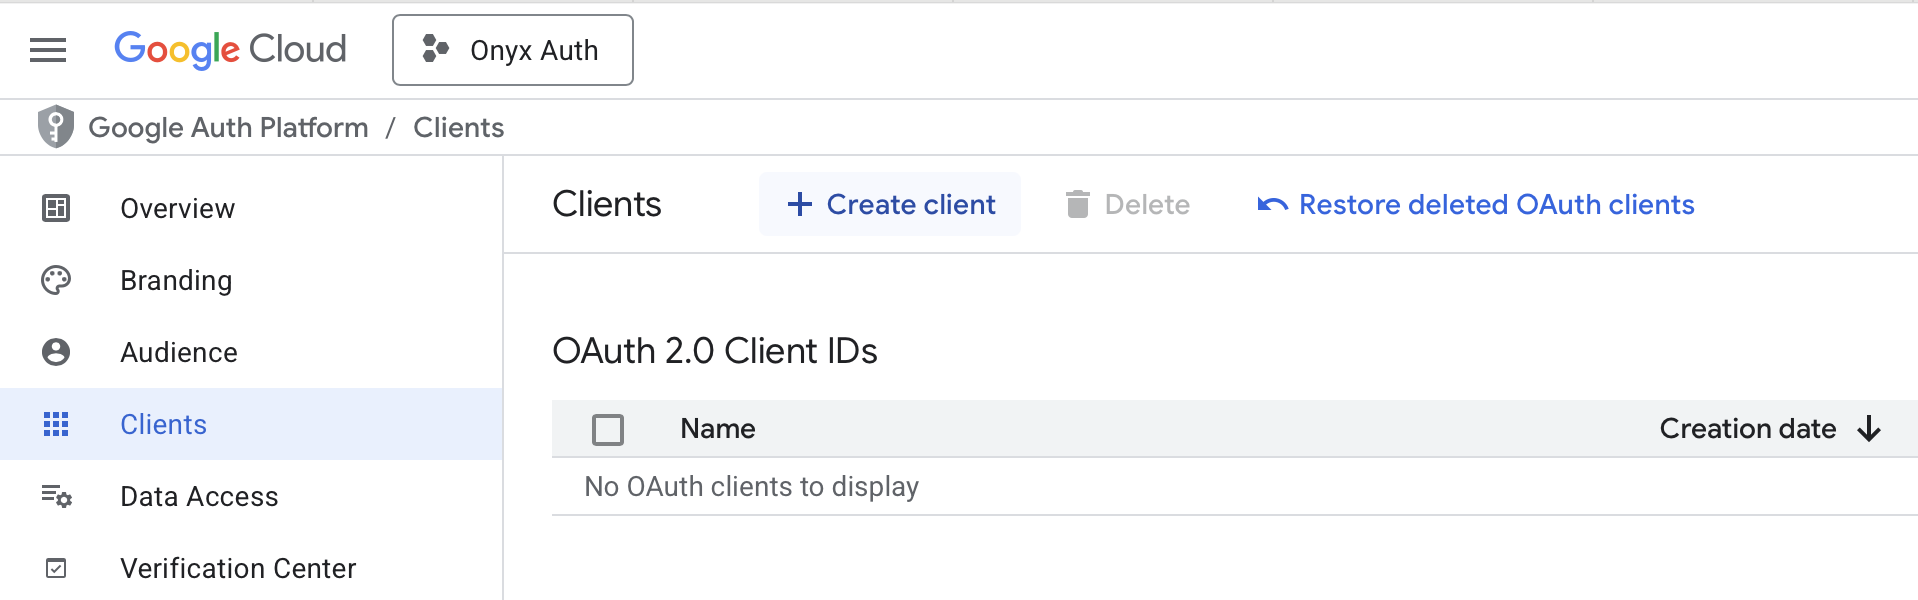 Google Cloud Onyx Auth
Google Auth Platform / Clients
Overview
Branding
Audience
Clients
Data Access
Verification Center
Clients + Create client Delete Restore deleted OAuth clients
OAuth 2.0 Client IDs
Name Creation date
No OAuth clients to display